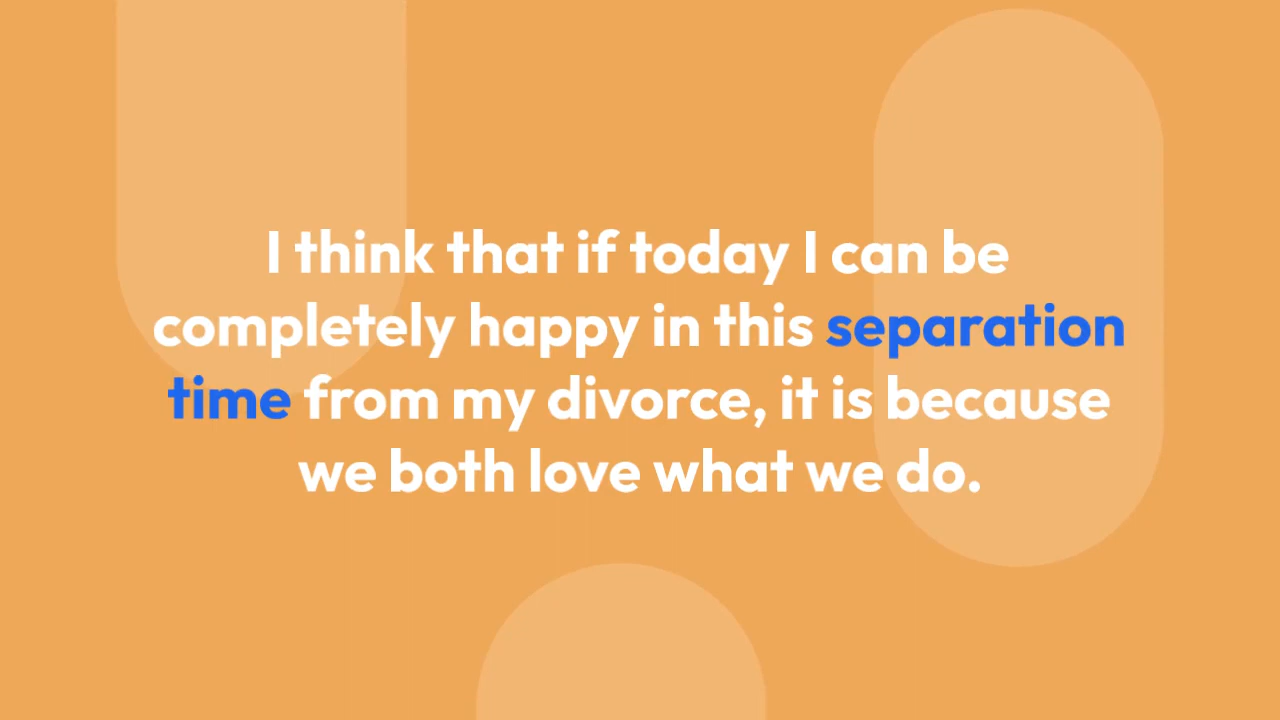 I think that if today I can be
completely happy in this separation
time from my divorce, it is because
we both love what we do.